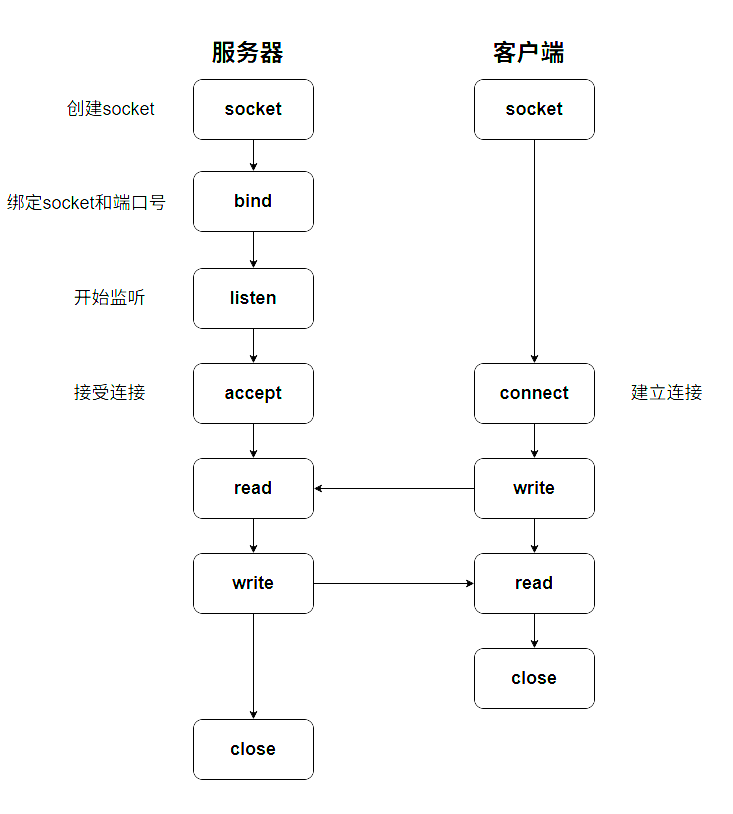 服务器
客户端
创建socket
socket
socket
绑定socket和端口号
bind
开始监听
listen
接受连接
accept
connect
建立连接
read
write
write
read
close
close